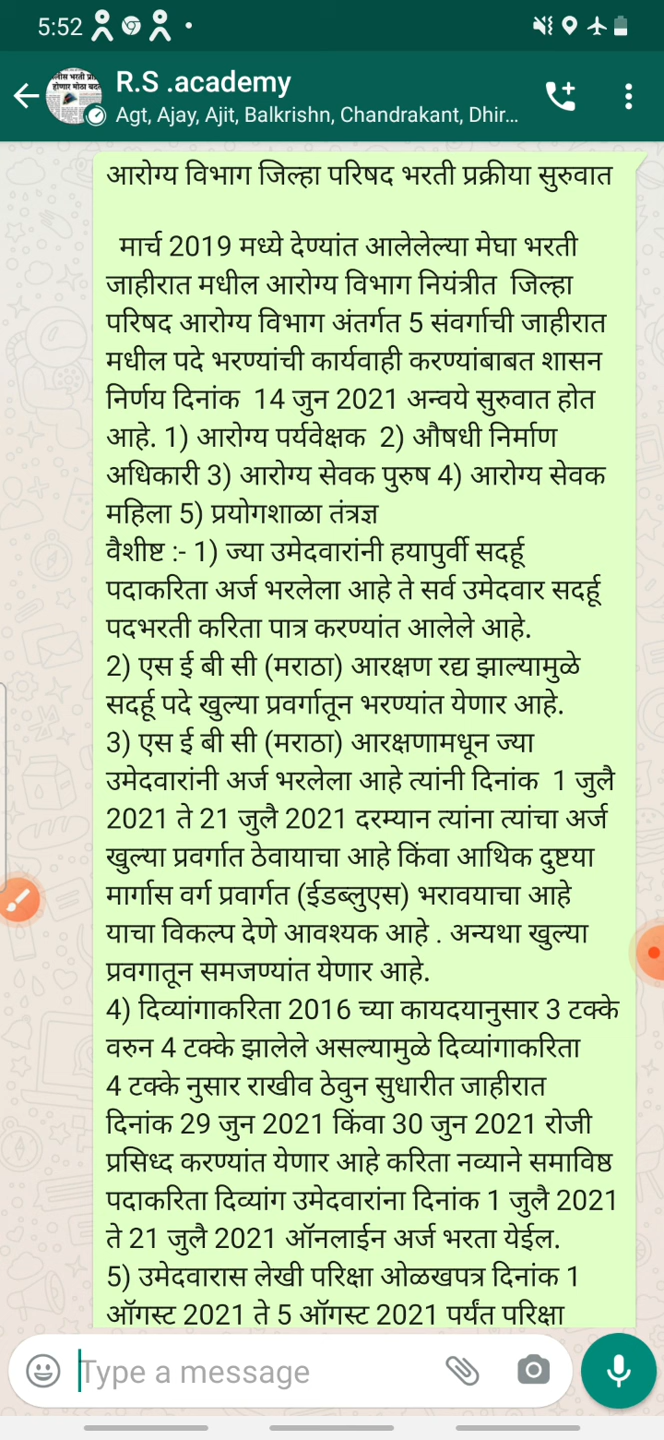 5:52
R.S .academy
Agt, Ajay, Ajit, Balkrishn, Chandrakant, Dhir...
आरोग्य विभाग जिल्हा परिषद भरती प्रक्रीया सुरुवात
मार्च 2019 मध्ये देण्यांत आलेलेल्या मेघा भरती
जाहीरात मधील आरोग्य विभाग नियंत्रीत जिल्हा
परिषद आरोग्य विभाग अंतर्गत 5 संवर्गाची जाहीरात
मधील पदे भरण्यांची कार्यवाही करण्यांबाबत शासन
निर्णय दिनांक 14 जुन 2021 अन्वये सुरुवात होत
आहे. 1) आरोग्य पर्यवेक्षक 2) औषधी निर्माण
अधिकारी 3) आरोग्य सेवक पुरुष 4) आरोग्य सेवक
महिला 5) प्रयोगशाळा तंत्रज्ञ
वैशीष्ट :- 1) ज्या उमेदवारांनी हयापुर्वी सदर्हू
पदाकरिता अर्ज भरलेला आहे ते सर्व उमेदवार सदर्हू
पदभरती करिता पात्र करण्यांत आलेले आहे.
2) एस ई बी सी (मराठा) आरक्षण रद्य झाल्यामुळे
सदर्हू पदे खुल्या प्रवर्गातून भरण्यांत येणार आहे.
3) एस ई बी सी (मराठा) आरक्षणामधून ज्या
उमेदवारांनी अर्ज भरलेला आहे त्यांनी दिनांक 1 जुलै
2021 ते 21 जुलै 2021 दरम्यान त्यांना त्यांचा अर्ज
खुल्या प्रवर्गात ठेवायाचा आहे किंवा आथिक दुष्टया
मार्गास वर्ग प्रवार्गत (ईडब्लुएस) भरावयाचा आहे
याचा विकल्प देणे आवश्यक आहे . अन्यथा खुल्या
प्रवगातून समजण्यांत येणार आहे.
4) दिव्यांगाकरिता 2016 च्या कायदयानुसार 3 टक्के
वरुन 4 टक्के झालेले असल्यामुळे दिव्यांगाकरिता
4 टक्के नुसार राखीव ठेवुन सुधारीत जाहीरात
दिनांक 29 जुन 2021 किंवा 30 जुन 2021 रोजी
प्रसिध्द करण्यांत येणार आहे करिता नव्याने समाविष्ठ
पदाकरिता दिव्यांग उमेदवारांना दिनांक 1 जुलै 2021
ते 21 जुलै 2021 ऑनलाईन अर्ज भरता येईल.
5) उमेदवारास लेखी परिक्षा ओळखपत्र दिनांक 1
ऑगस्ट 2021 ते 5 ऑगस्ट 2021 पर्यंत परिक्षा
Type a message